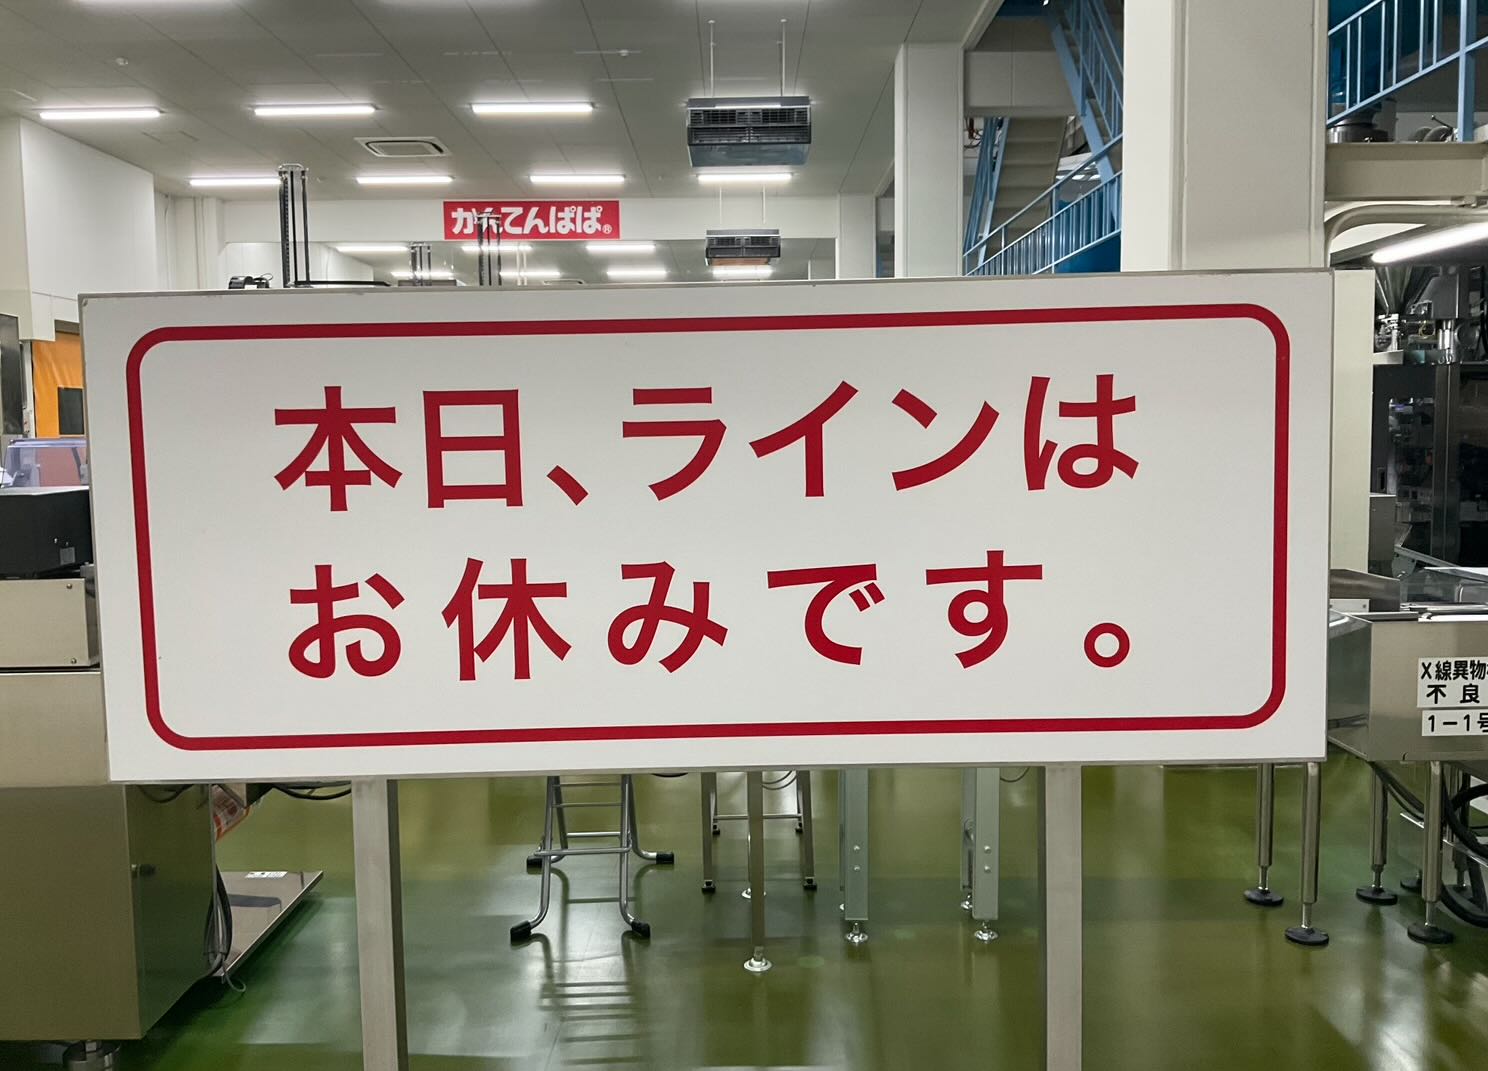 かんてんぱぱ®
本日、ラインは
お休みです。
X線異物
不良
1-1号